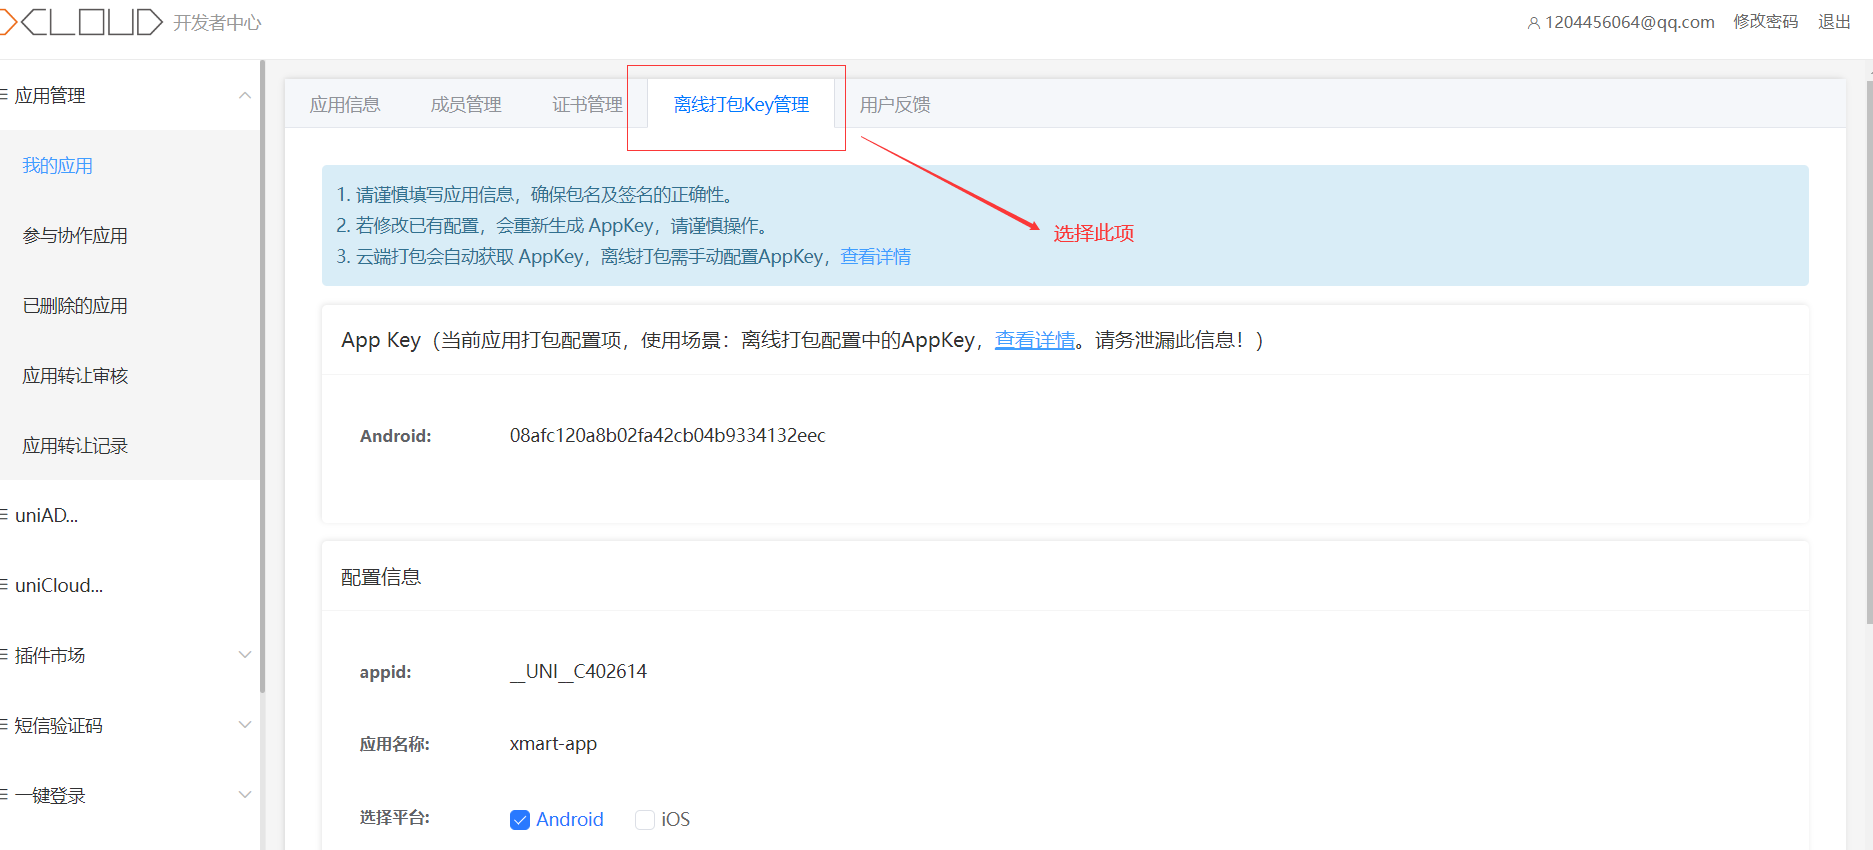 DCLOUD 开发者中心
1204456064@qq.com 修改密码 退出
应用管理
我的应用
参与协作应用
已删除的应用
应用转让审核
应用转让记录
uniAD...
uniCloud...
插件市场
短信验证码
一键登录
应用信息 成员管理 证书管理 离线打包Key管理 用户反馈
1. 请谨慎填写应用信息，确保包名及签名的正确性。
2. 若修改已有配置，会重新生成 AppKey，请谨慎操作。
3. 云端打包会自动获取 AppKey，离线打包需手动配置AppKey，查看详情
选择此项
App Key（当前应用打包配置项，使用场景：离线打包配置中的AppKey，查看详情。请务泄漏此信息！）
Android: 08afc120a8b02fa42cb04b9334132eec
配置信息
appid: __UNI__C402614
应用名称: xmart-app
选择平台: Android iOS